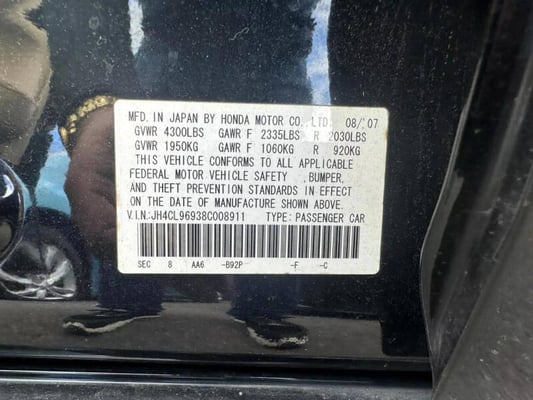 MFD. IN JAPAN BY HONDA MOTOR CO., LTD. 08/'07
GVWR 4300LBS GAWR F 2335LBS R 2030LBS
GVWR 1950KG GAWR F 1060KG R 920KG
THIS VEHICLE CONFORMS TO ALL APPLICABLE
FEDERAL MOTOR VEHICLE SAFETY ,BUMPER,
AND THEFT PREVENTION STANDARDS IN EFFECT
ON THE DATE OF MANUFACTURE SHOWN ABOVE.
V.I.N:JH4CL96938C008911 TYPE: PASSENGER CAR
SEC 8 AA6 -B92P -F -C